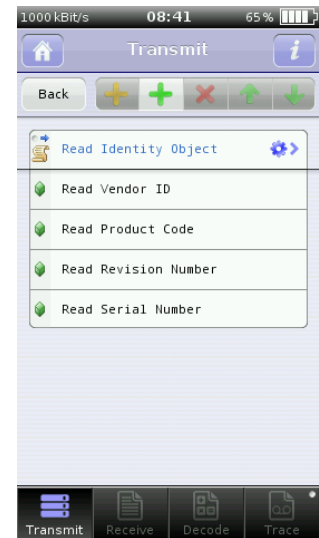 1000 kBit/s 08:41 65%
Transmit
Back
Read Identity Object
Read Vendor ID
Read Product Code
Read Revision Number
Read Serial Number
Transmit Receive Decode Trace